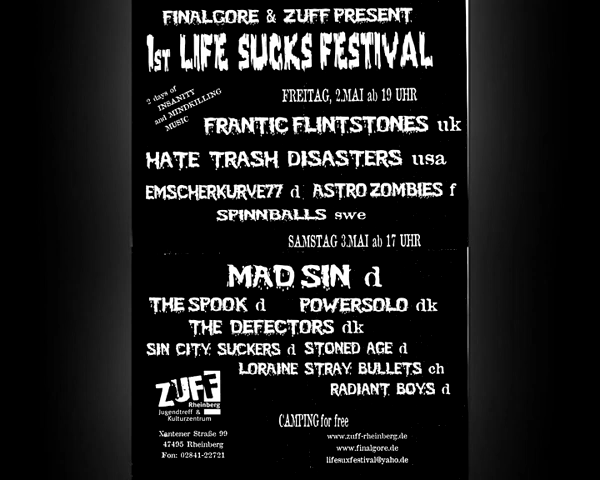 FINALGORE & ZUFF PRESENT
1ST LIFE SUCKS FESTIVAL
2 days of
INSANITY
and MINDKILLING
MUSIC
FREITAG, 2.MAI ab 19 UHR
FRANTIC FLINTSTONES uk
HATE TRASH DISASTERS usa
EMSCHERKURVE77 d ASTRO ZOMBIES f
SPINNBALLS swe
SAMSTAG 3.MAI ab 17 UHR
MAD SIN d
THE SPOOK d POWERSOLO dk
THE DEFECTORS dk
SIN CITY SUCKERS d STONED AGE d
LORAINE STRAY BULLETS ch
RADIANT BOYS d
ZUFF
Rheinberg
Jugendtreff &
Kulturzentrum
CAMPING for free
Xantener Straße 99
47495 Rheinberg
Fon: 02841-22721
www.zuff-rheinberg.de
www.finalgore.de
lifesuxfestival@yaho.de